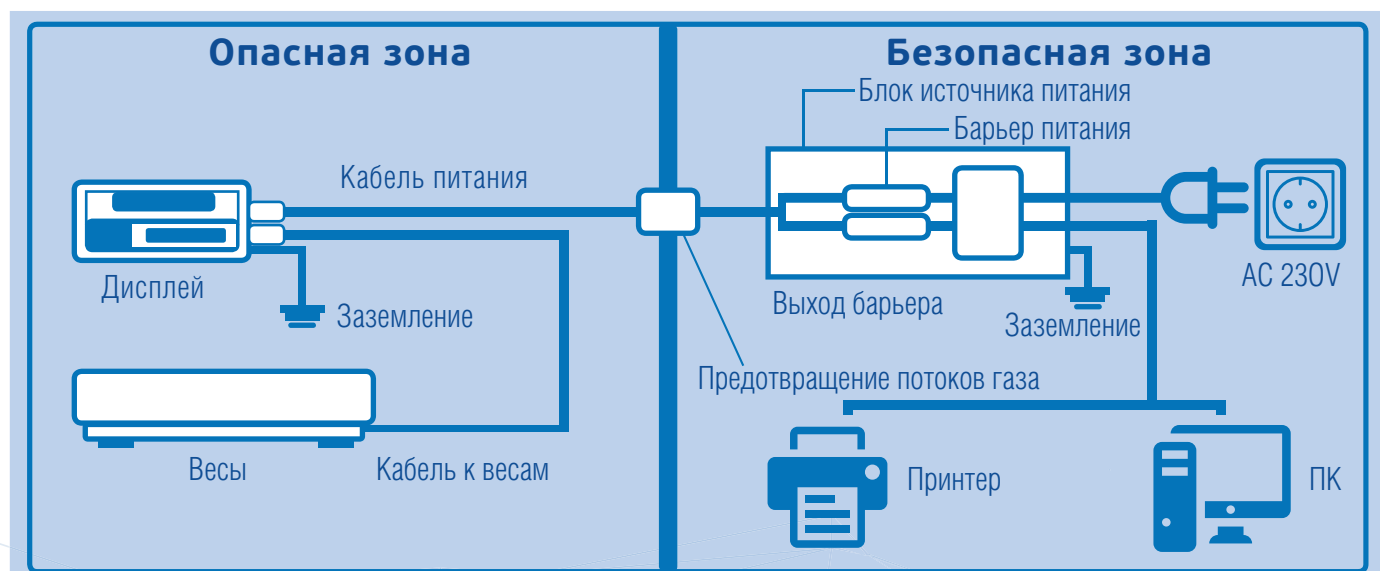 Опасная зона
Безопасная зона
Блок источника питания
Барьер питания
Кабель питания
Дисплей
Заземление
Выход барьера
Заземление
AC 230V
Предотвращение потоков газа
Весы
Кабель к весам
Принтер
ПК